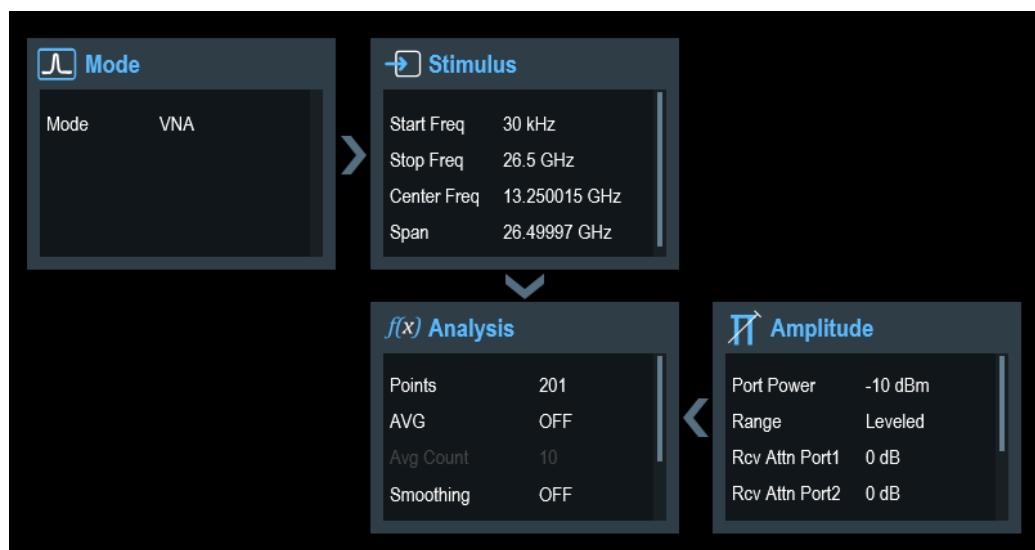 Mode
Mode VNA
Stimulus
Start Freq 30 kHz
Stop Freq 26.5 GHz
Center Freq 13.250015 GHz
Span 26.49997 GHz
f(x) Analysis
Points 201
AVG OFF
Avg Count 10
Smoothing OFF
Amplitude
Port Power -10 dBm
Range Leveled
Rcv Attn Port1 0 dB
Rcv Attn Port2 0 dB